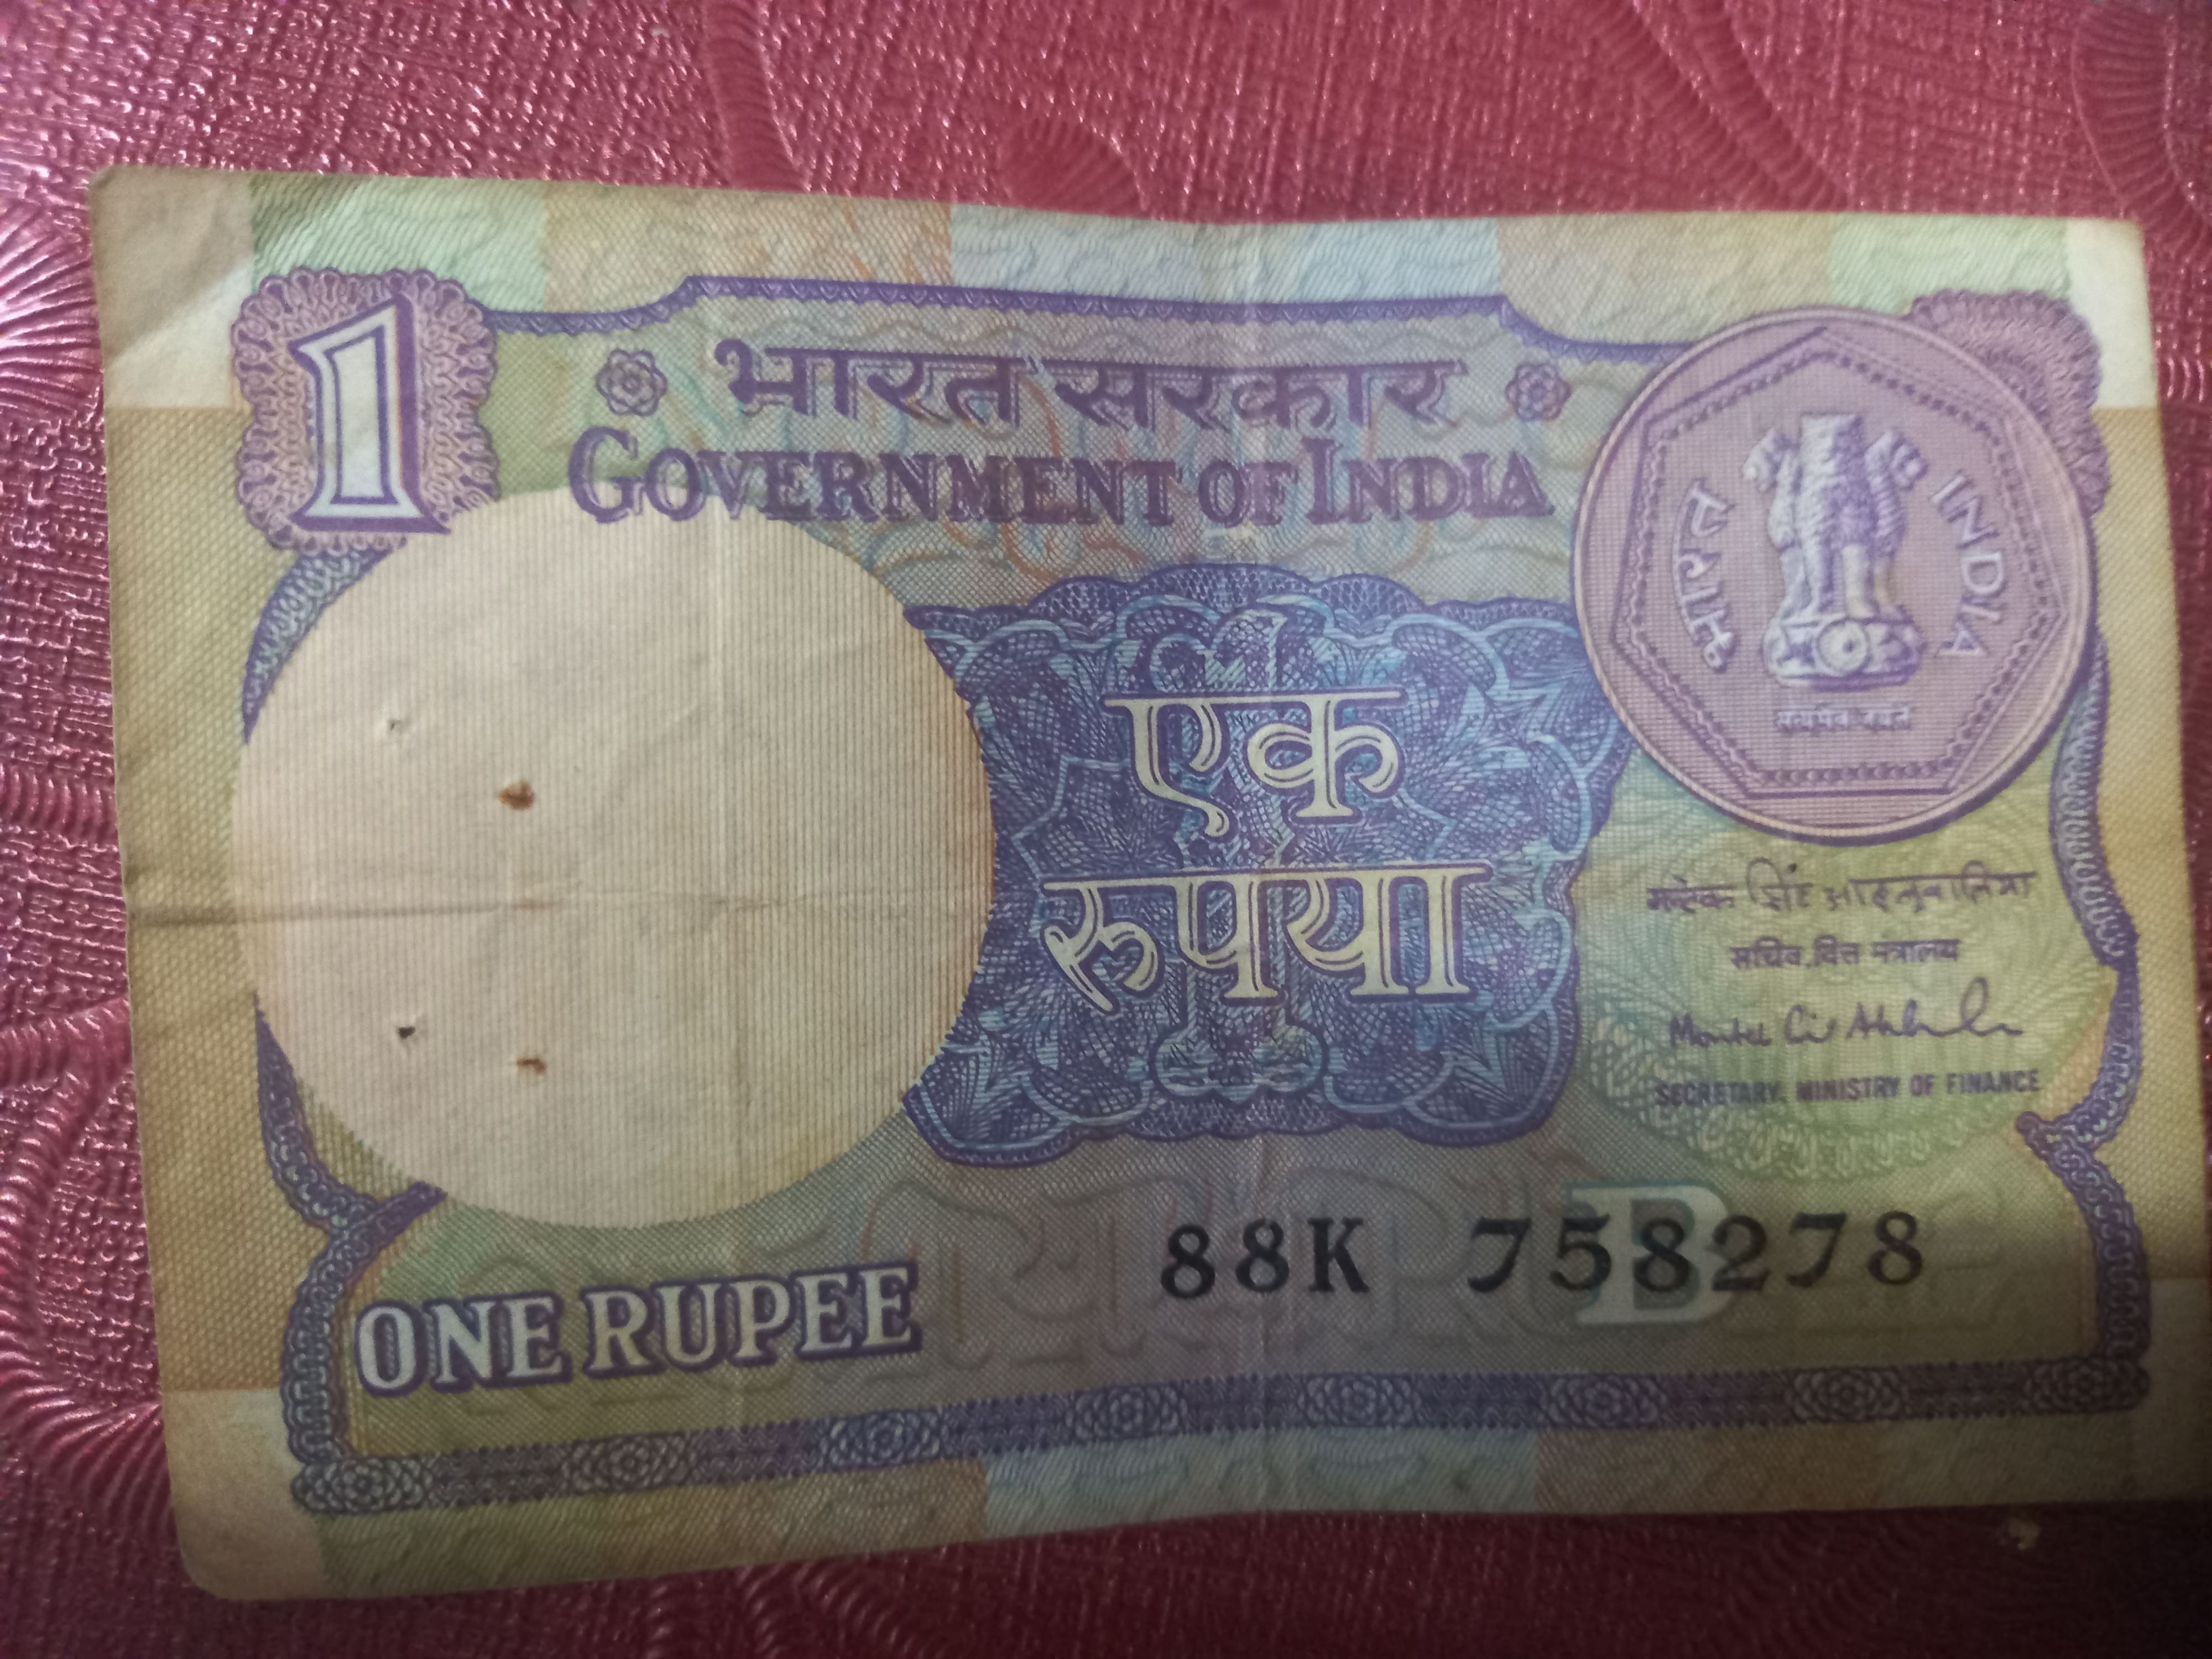 1
भारत सरकार
GOVERNMENT OF INDIA
भारत
INDIA
सत्यमेव जयते
एक
रुपया
मोंटेक सिंह आहलुवालिया
सचिव, वित्त मंत्रालय
SECRETARY, MINISTRY OF FINANCE
B
88K 758278
ONE RUPEE